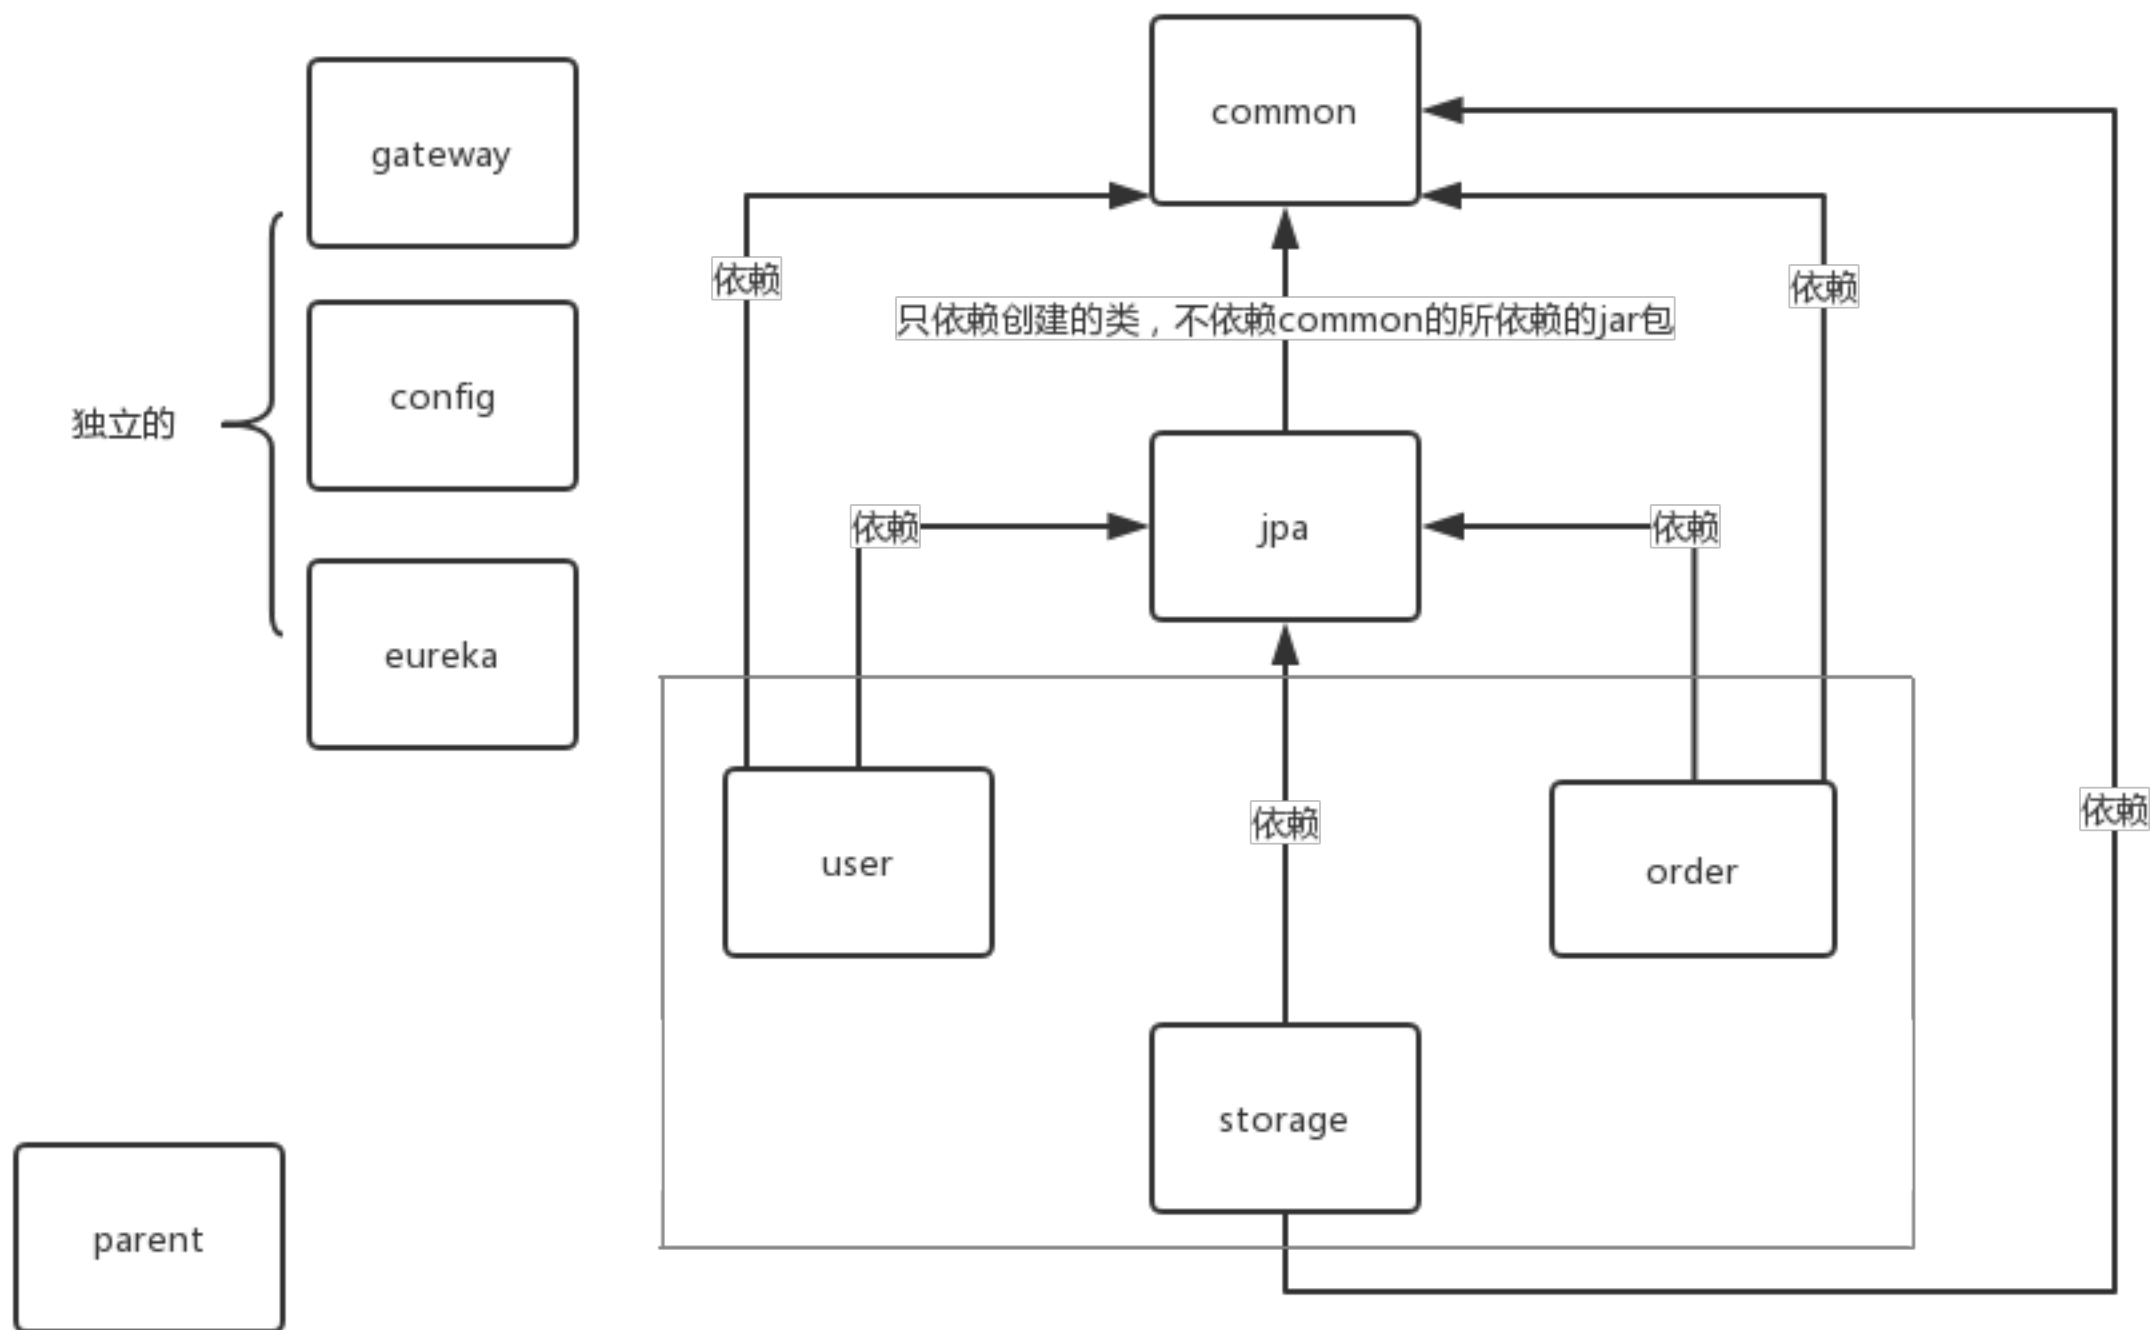 common
gateway
依赖
依赖
只依赖创建的类，不依赖common的所依赖的jar包
config
独立的
依赖
jpa
依赖
eureka
依赖
依赖
user
order
storage
parent